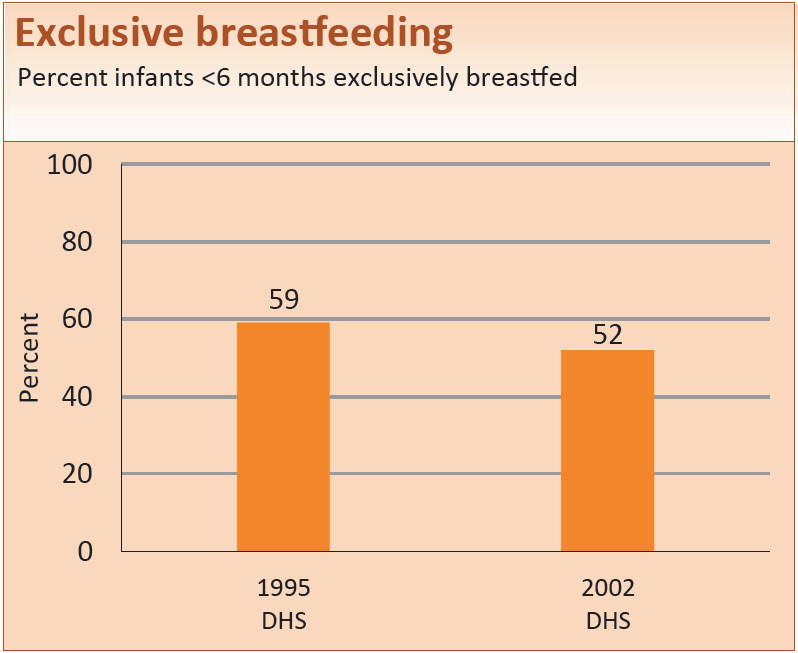 Exclusive breastfeeding
Percent infants <6 months exclusively breastfed
Percent
100
80
60
40
20
0
59
52
1995
DHS
2002
DHS